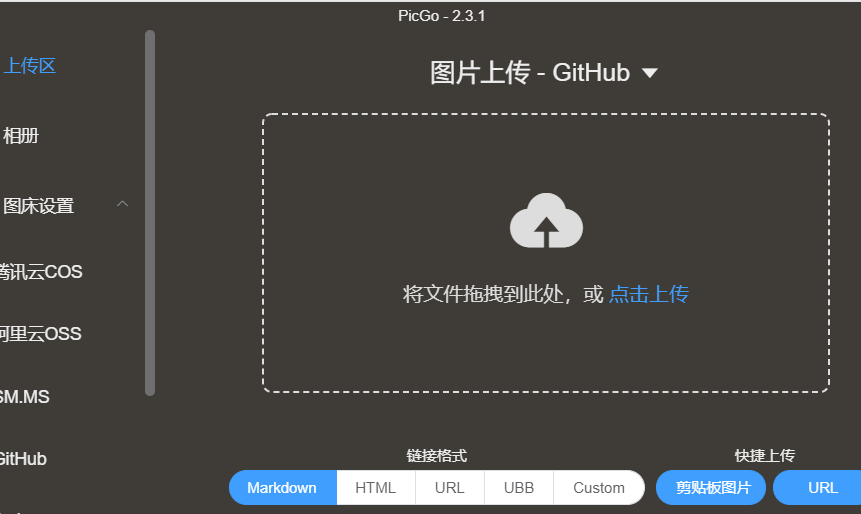 PicGo - 2.3.1
上传区
相册
图床设置
腾讯云COS
阿里云OSS
SM.MS
GitHub
图片上传 - GitHub
将文件拖拽到此处，或 点击上传
链接格式
Markdown HTML URL UBB Custom
快捷上传
剪贴板图片 URL